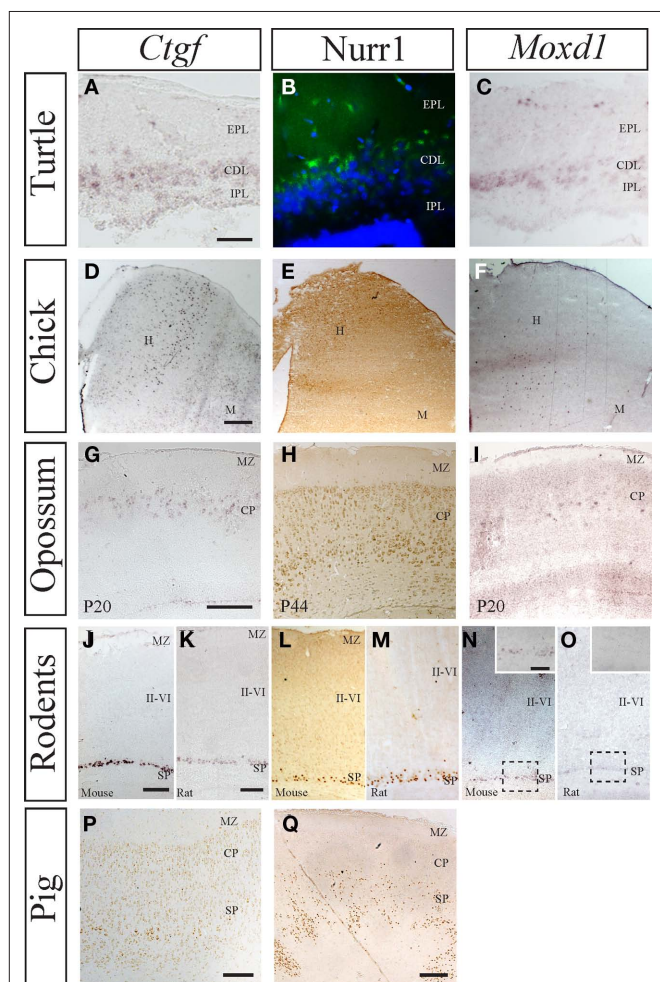 Ctgf Nurr1 Moxd1
Turtle
A B C
EPL EPL EPL
CDL CDL CDL
IPL IPL IPL
Chick
D E F
H H H
M M M
Opossum
G H I
MZ MZ MZ
CP CP CP
P20 P44 P20
Rodents
J K L M N O
MZ MZ
II-VI II-VI II-VI II-VI II-VI II-VI
SP SP SP SP SP SP
Mouse Rat Mouse Rat Mouse Rat
Pig
P Q
MZ MZ
CP CP
SP SP